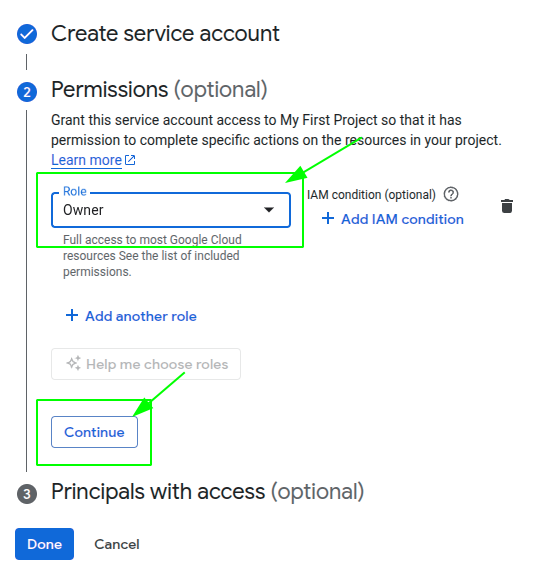 Create service account
2 Permissions (optional)
Grant this service account access to My First Project so that it has
permission to complete specific actions on the resources in your project.
Learn more
Role
Owner
IAM condition (optional) ?
+ Add IAM condition
Full access to most Google Cloud
resources See the list of included
permissions.
+ Add another role
Help me choose roles
Continue
3 Principals with access (optional)
Done Cancel